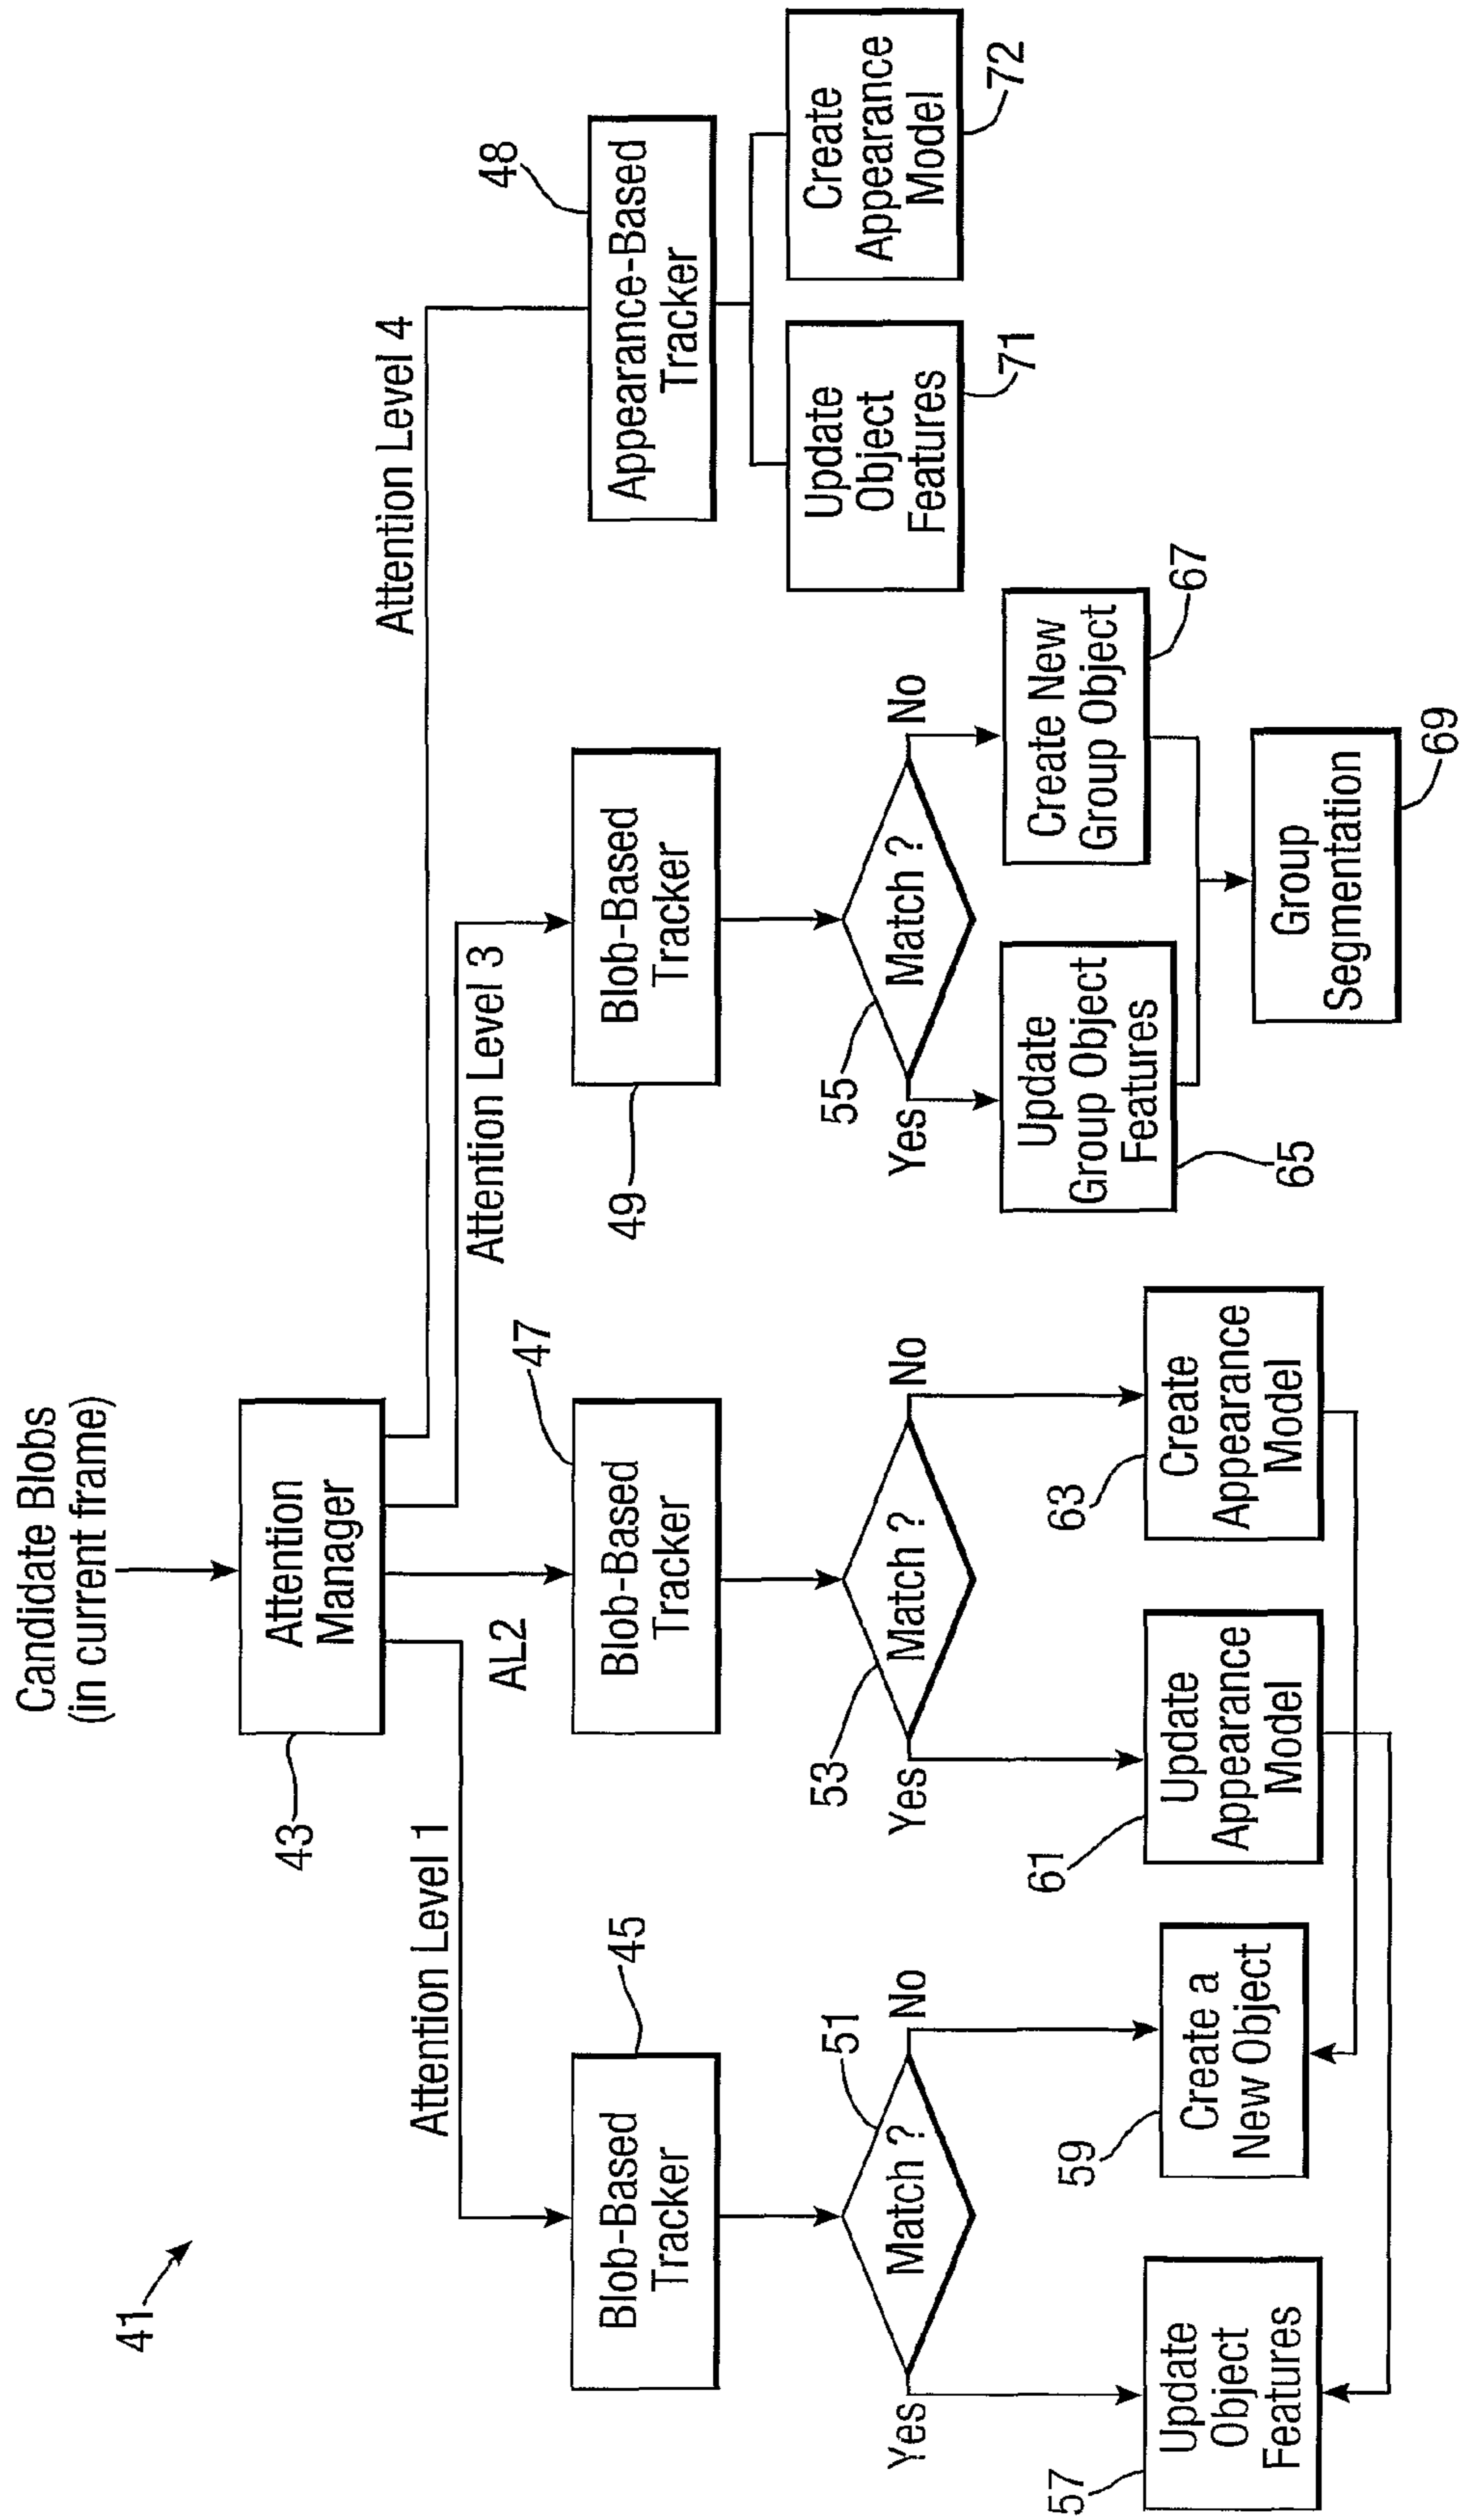 Candidate Blobs
(in current frame)
41
43
Attention
Manager
Attention Level 1
AL2
Attention Level 3
Attention Level 4
45
Blob-Based
Tracker
47
Blob-Based
Tracker
49
Blob-Based
Tracker
48
Appearance-Based
Tracker
51
Match ?
Yes
No
53
Match ?
Yes
No
55
Match ?
Yes
No
Update
Object
Features
71
Create
Appearance
Model
72
57
Update
Object
Features
59
Create a
New Object
61
Update
Appearance
Model
63
Create
Appearance
Model
65
Update
Group Object
Features
67
Create New
Group Object
Group
Segmentation
69